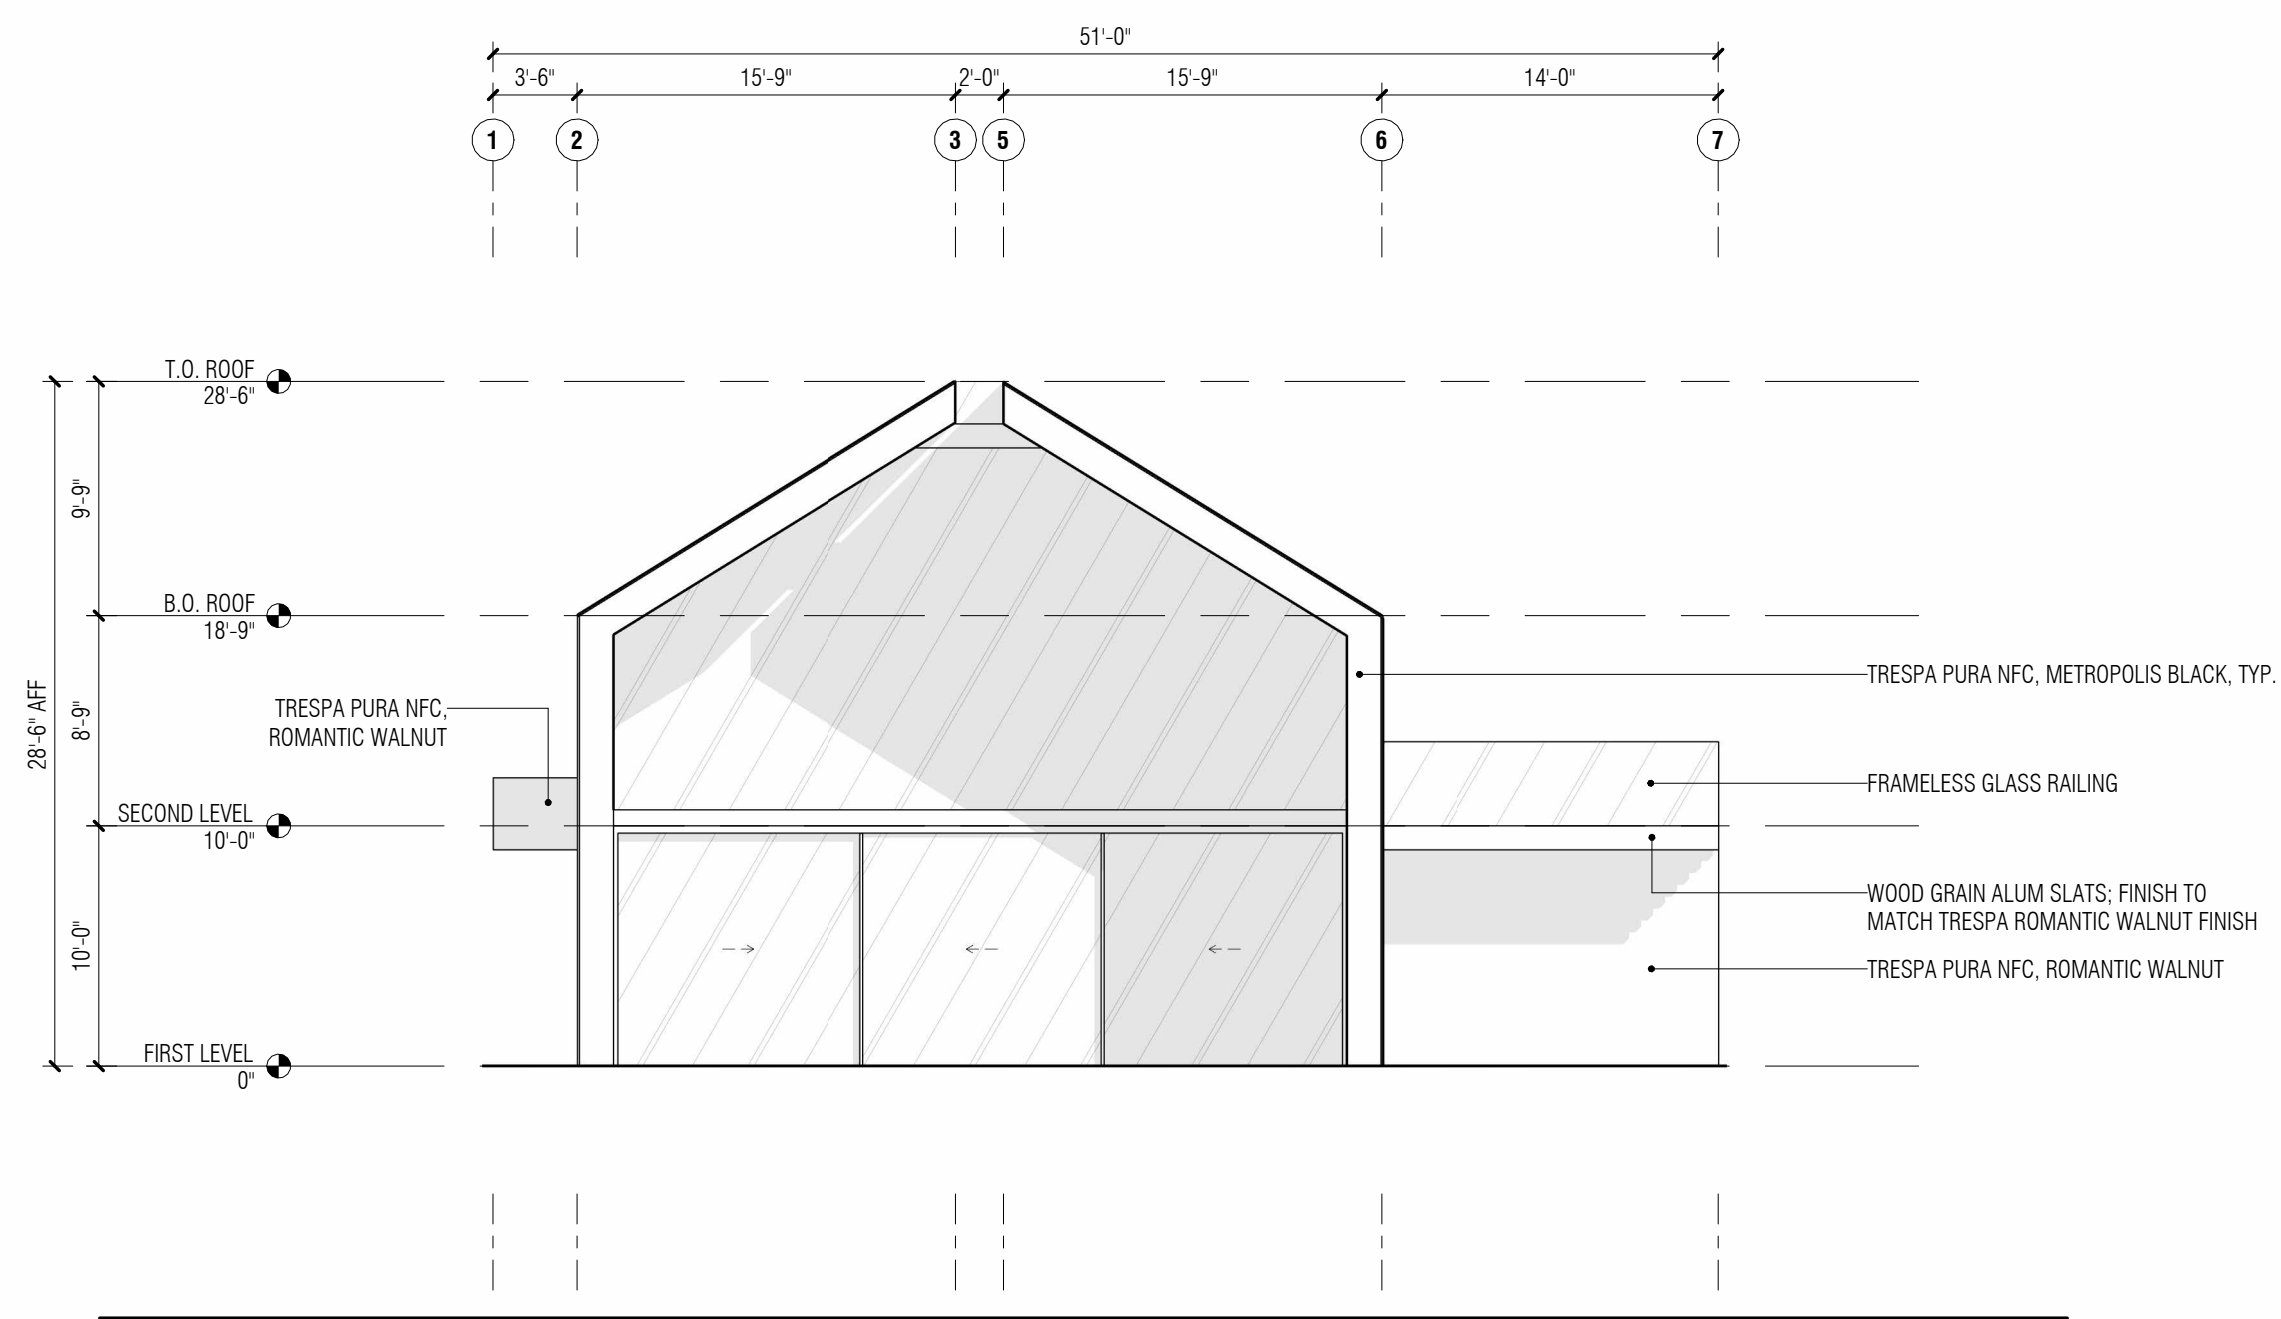 51'-0"
3'-6"
15'-9"
2'-0"
15'-9"
14'-0"
1
2
3
5
6
7
T.O. ROOF
28'-6"
9'-9"
B.O. ROOF
18'-9"
28'-6" AFF
8'-9"
TRESPA PURA NFC,
ROMANTIC WALNUT
SECOND LEVEL
10'-0"
10'-0"
FIRST LEVEL
0"
TRESPA PURA NFC, METROPOLIS BLACK, TYP.
FRAMELESS GLASS RAILING
WOOD GRAIN ALUM SLATS; FINISH TO
MATCH TRESPA ROMANTIC WALNUT FINISH
TRESPA PURA NFC, ROMANTIC WALNUT